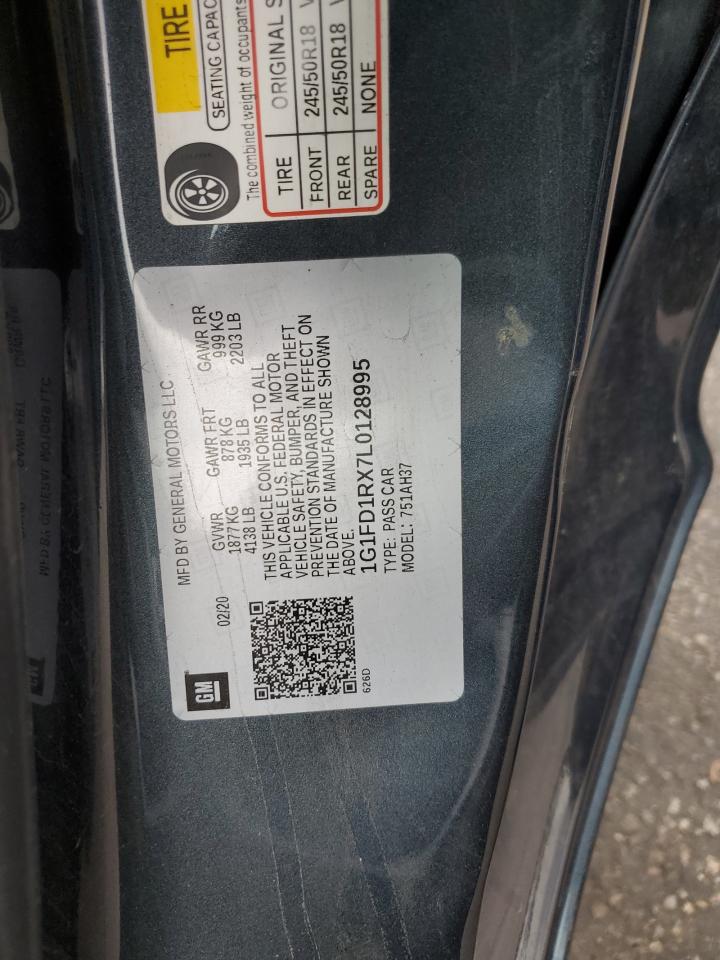 TIRE
SEATING CAPAC
The combined weight of occupants
TIRE ORIGINAL S
FRONT 245/50R18 V
REAR 245/50R18 V
SPARE NONE
GM
MFD BY GENERAL MOTORS LLC
02/20
GVWR GAWR FRT GAWR RR
1877 KG 878 KG 999 KG
4138 LB 1935 LB 2203 LB
THIS VEHICLE CONFORMS TO ALL
APPLICABLE U.S. FEDERAL MOTOR
VEHICLE SAFETY, BUMPER, AND THEFT
PREVENTION STANDARDS IN EFFECT ON
THE DATE OF MANUFACTURE SHOWN
ABOVE.
1G1FD1RX7L0128995
TYPE: PASS CAR
MODEL: 751AH37
626D